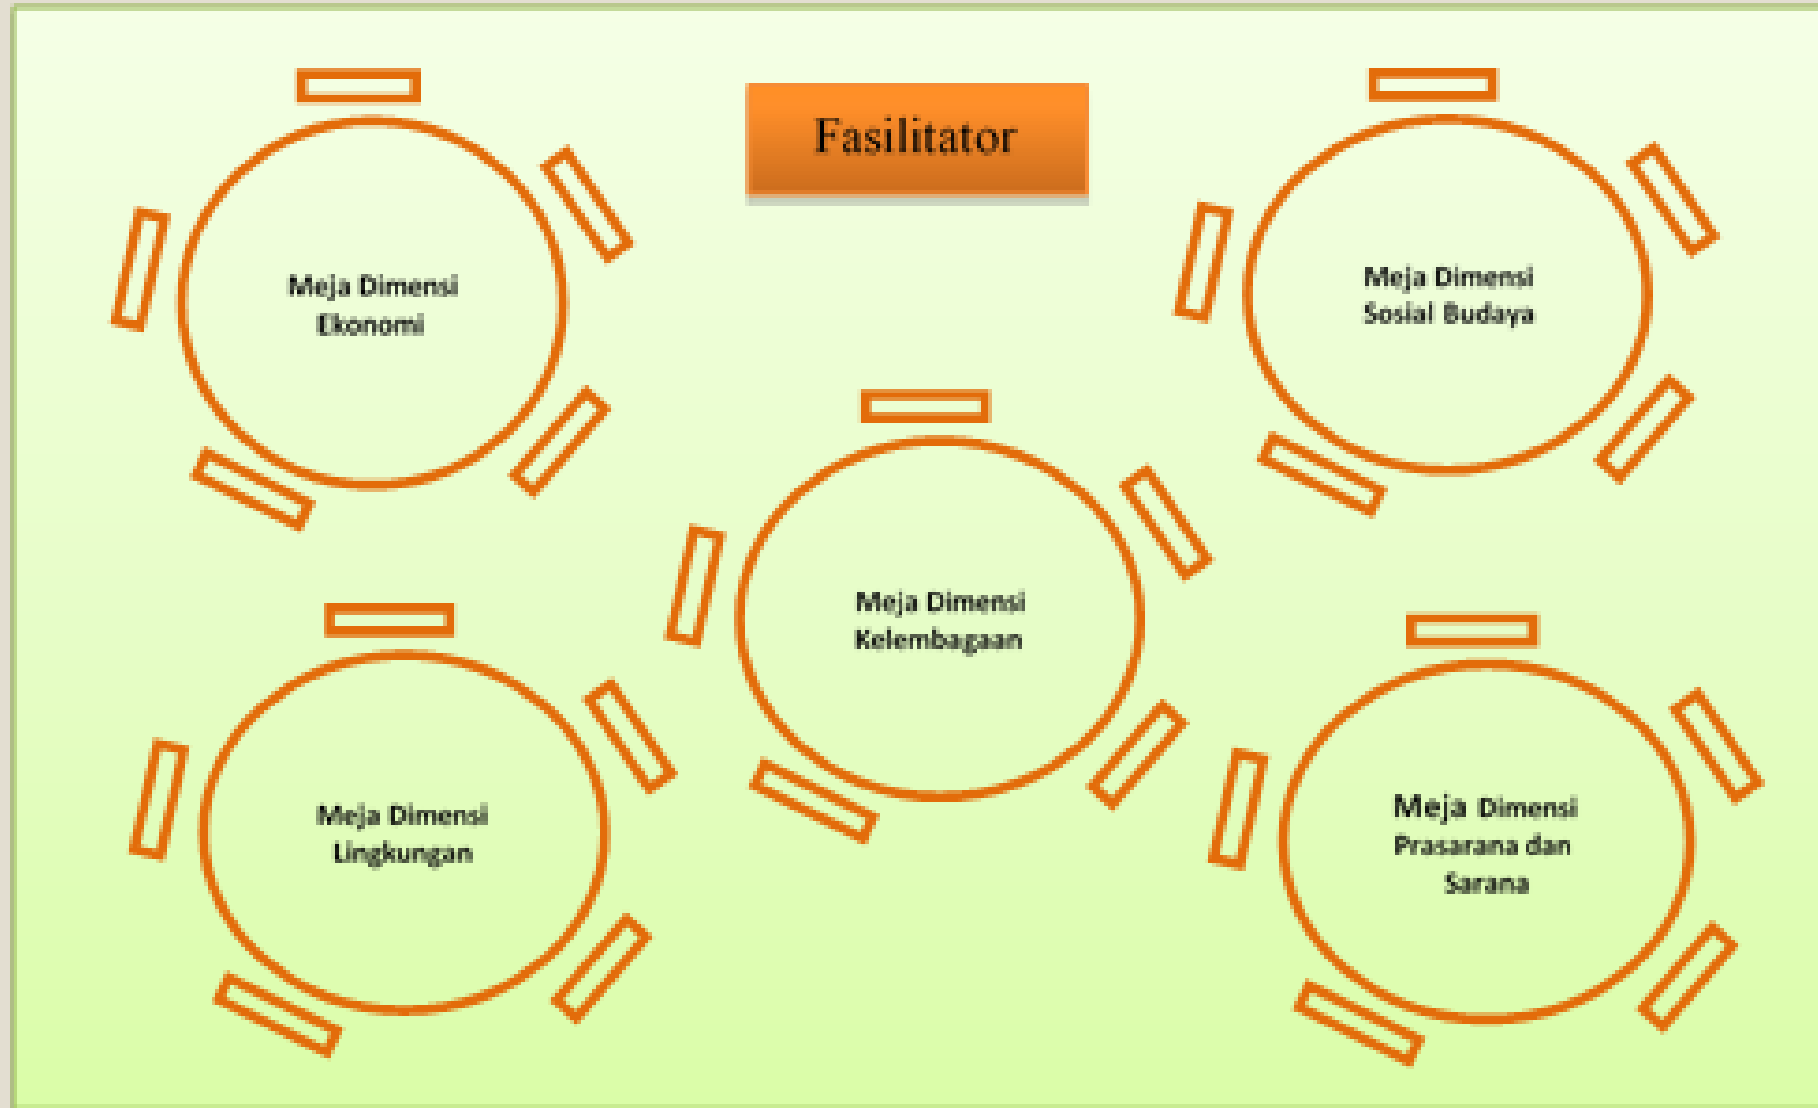 Fasilitator
Meja Dimensi
Ekonomi
Meja Dimensi
Sosial Budaya
Meja Dimensi
Kelembagaan
Meja Dimensi
Lingkungan
Meja Dimensi
Prasarana dan
Sarana